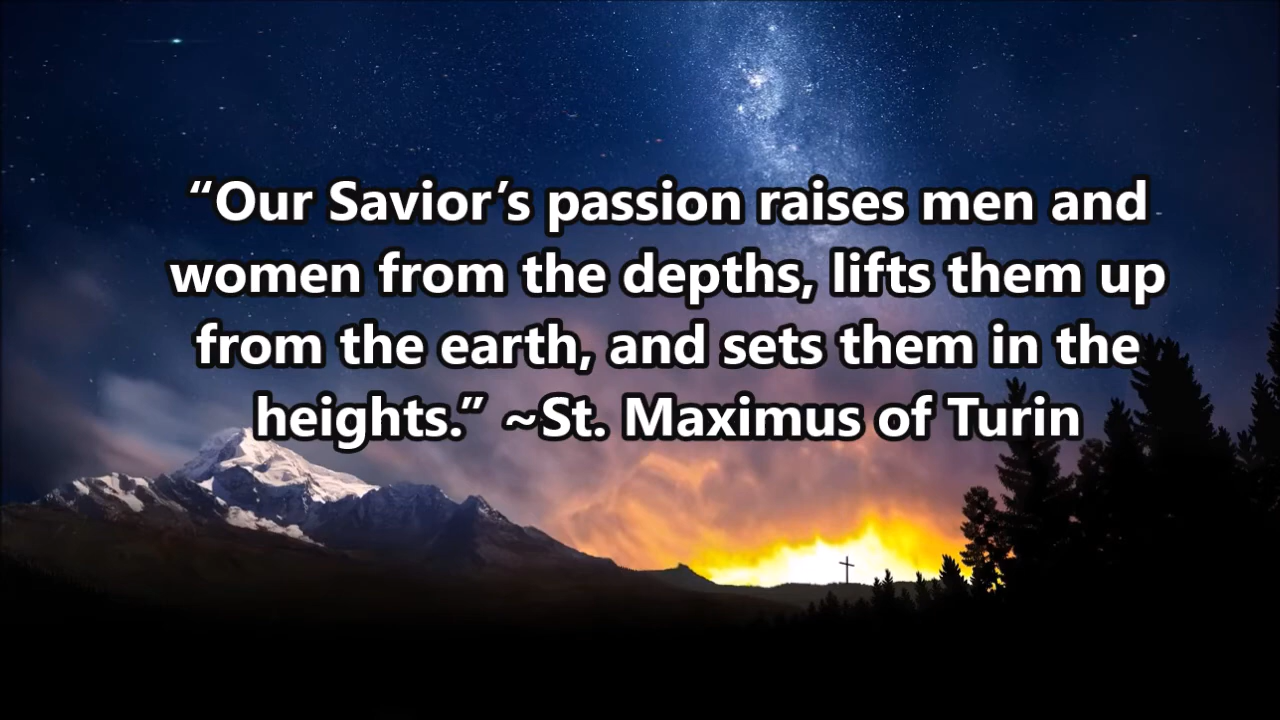 “Our Savior’s passion raises men and
women from the depths, lifts them up
from the earth, and sets them in the
heights.” ~St. Maximus of Turin